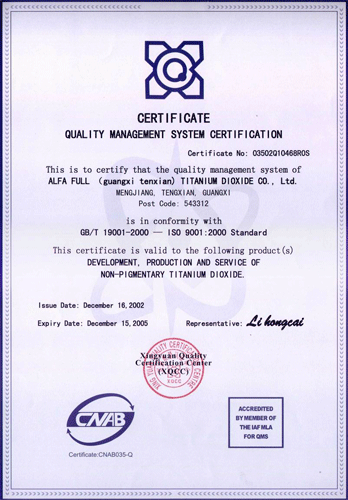 Q
CERTIFICATE
QUALITY MANAGEMENT SYSTEM CERTIFICATION
Certificate No: 03502Q10468R0S
This is to certify that the quality management system of
ALFA FULL (guangxi tenxian) TITANIUM DIOXIDE CO., Ltd.
MENGJIANG, TENGXIAN, GUANGXI
Post Code: 543312
is in conformity with
GB/T 19001-2000 — ISO 9001:2000 Standard
This certificate is valid to the following product(s)
DEVELOPMENT, PRODUCTION AND SERVICE OF
NON-PIGMENTARY TITANIUM DIOXIDE.
Issue Date: December 16, 2002
Expiry Date: December 15, 2005
Representative: Li hongcai
Xingyuan Quality
Certification Center
(XQCC)
XQCC
CNAB
Certificate:CNAB035-Q
ACCREDITED
BY MEMBER OF
THE IAF MLA
FOR QMS